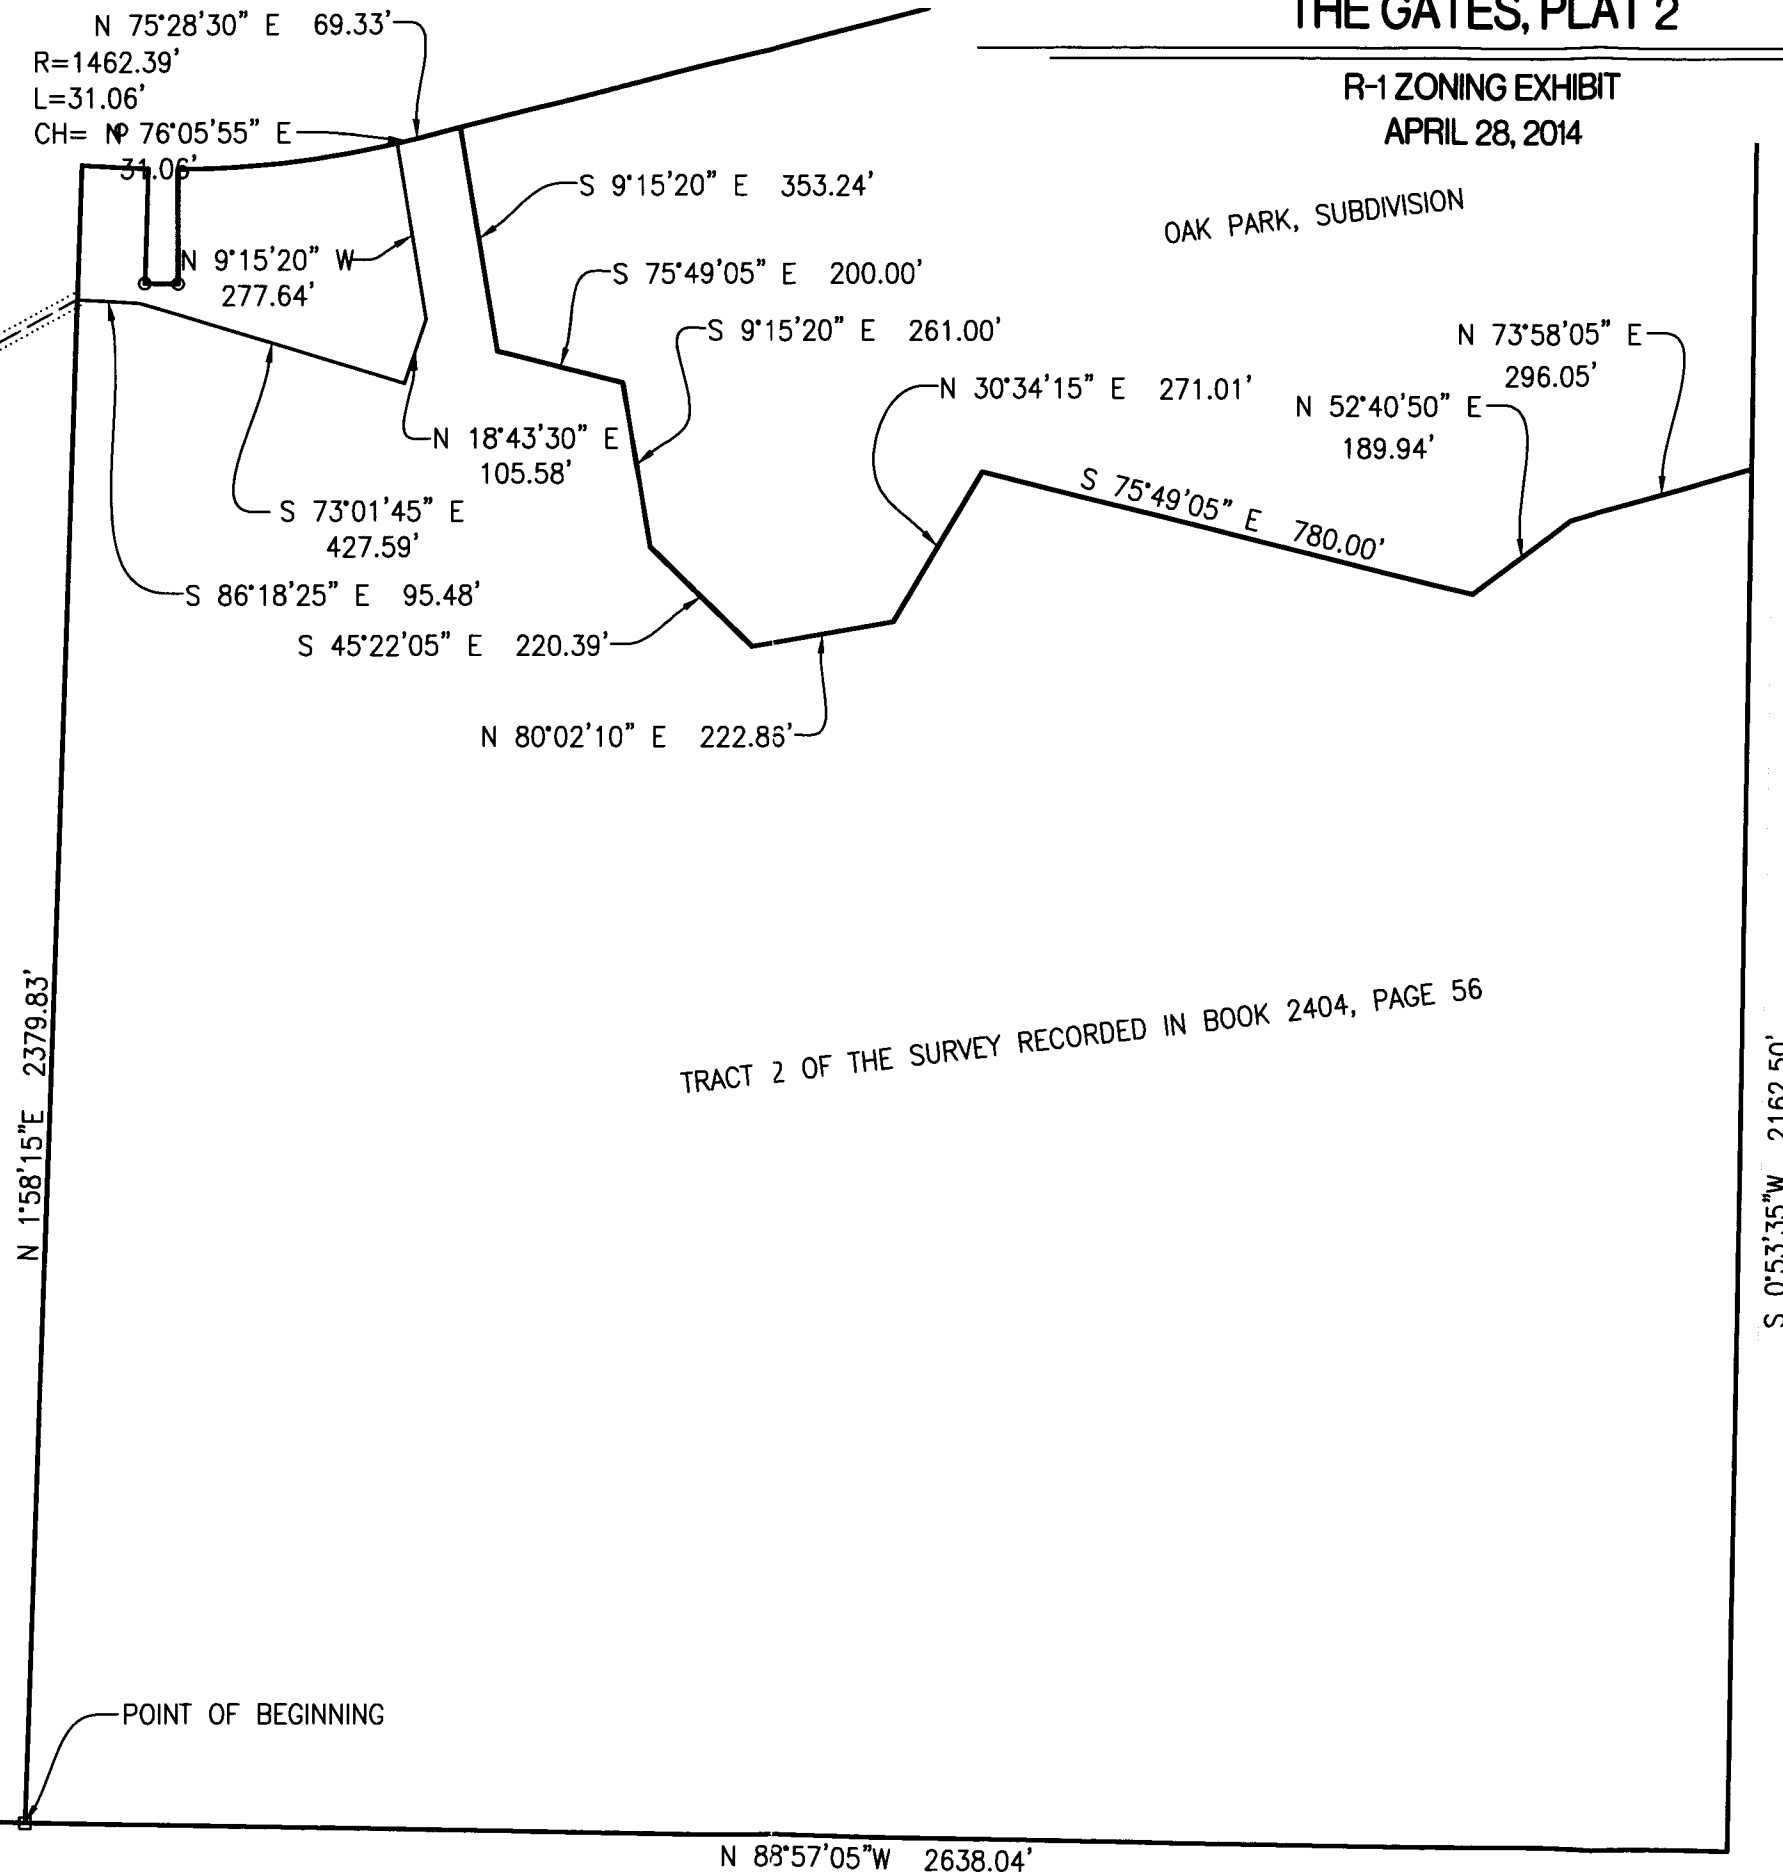 THE GATES, PLAT 2
R-1 ZONING EXHIBIT
APRIL 28, 2014
N 75°28'30" E 69.33'
R=1462.39'
L=31.06'
CH= N 76°05'55" E
31.06'
OAK PARK, SUBDIVISION
S 9°15'20" E 353.24'
N 9°15'20" W
277.64'
S 75°49'05" E 200.00'
S 9°15'20" E 261.00'
N 73°58'05" E
296.05'
N 30°34'15" E 271.01'
N 52°40'50" E
189.94'
N 18°43'30" E
105.58'
S 75°49'05" E 780.00'
S 73°01'45" E
427.59'
S 86°18'25" E 95.48'
S 45°22'05" E 220.39'
N 80°02'10" E 222.86'
N 1°58'15"E 2379.83'
TRACT 2 OF THE SURVEY RECORDED IN BOOK 2404, PAGE 56
S 0°53'35"W 2162.50'
POINT OF BEGINNING
N 88°57'05"W 2638.04'